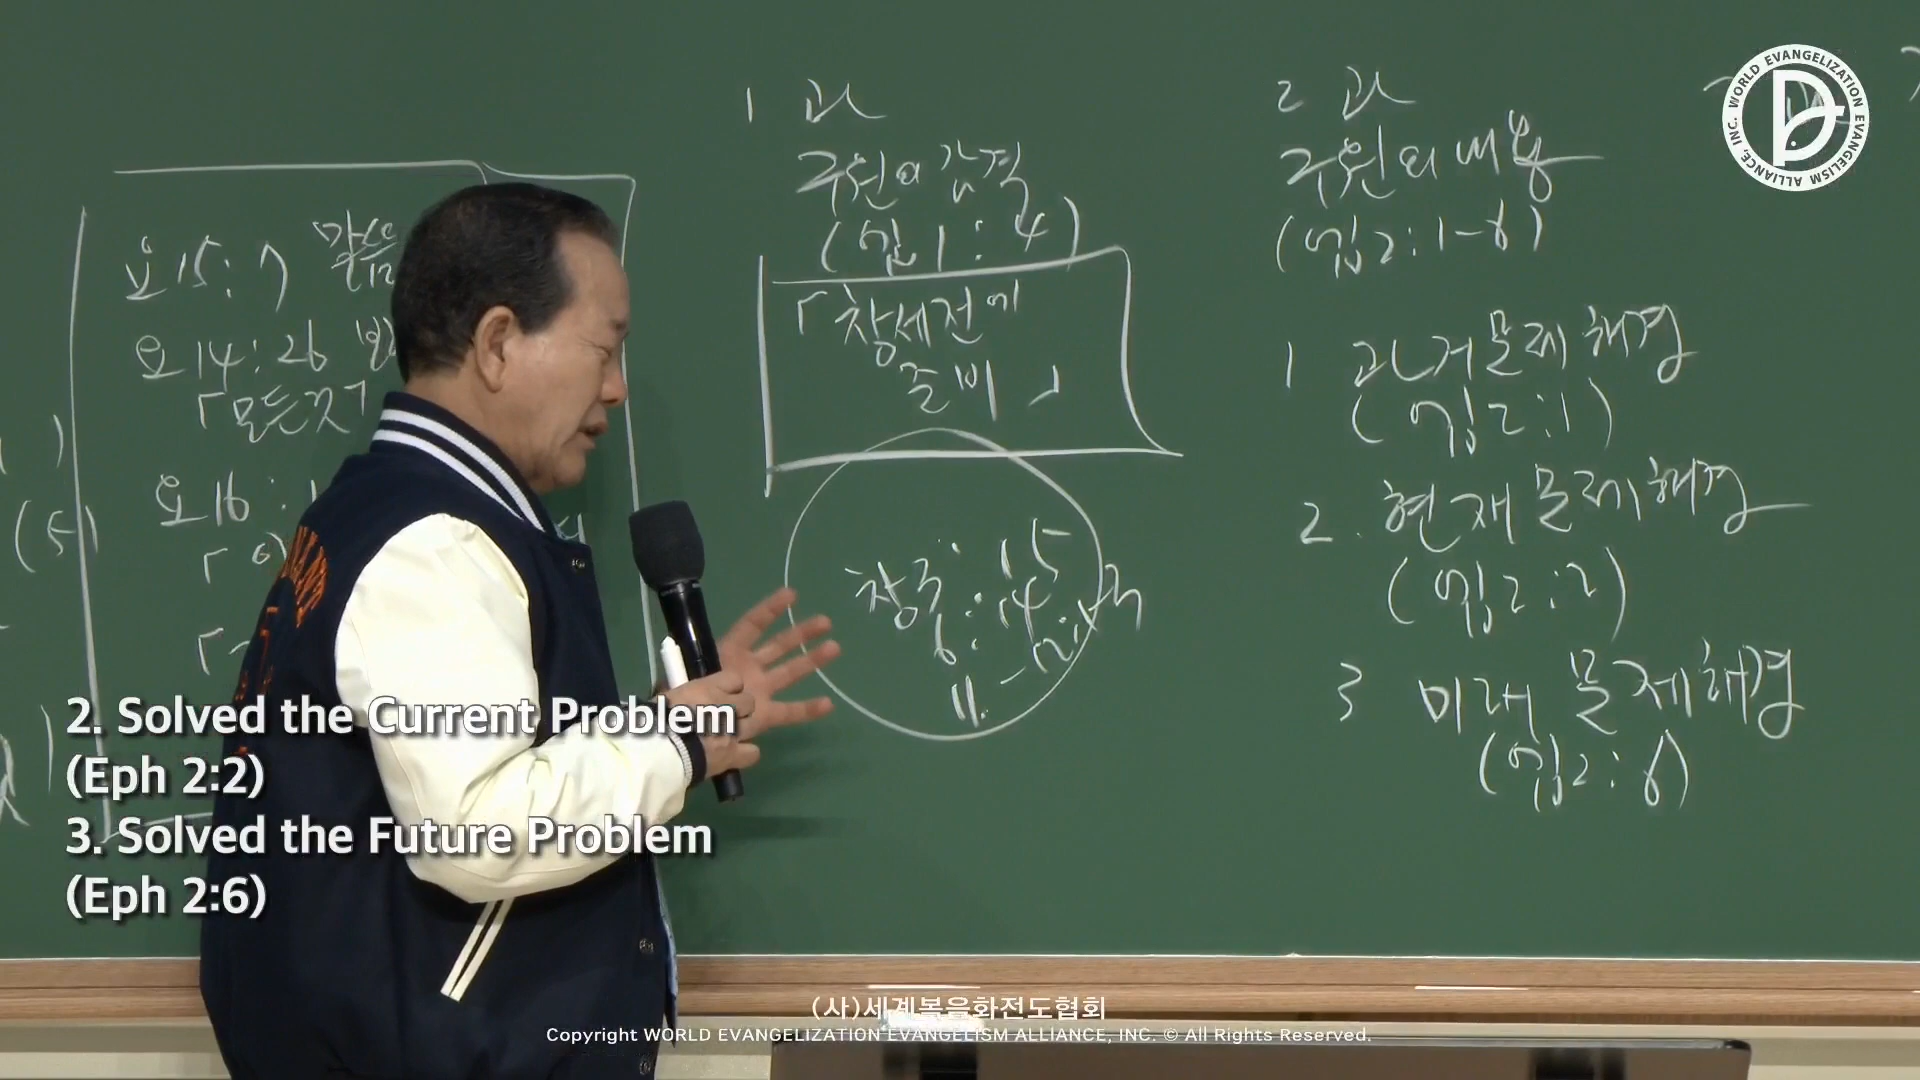 1 과
구원의 감격
(엡 1:4)
「창세전에
준비」
창 3:15
6:14
11:
2 과
구원의 내용
(엡 2:1-6)
1 과거문제해결
(엡 2:1)
2. 현재문제해결
(엡 2:2)
3 미래문제해결
(엡 2:6)
요 15:7 말씀
요 14:26
「모든것
요 16:1
(5)
WORLD EVANGELIZATION EVANGELISM ALLIANCE, INC.
2. Solved the Current Problem
(Eph 2:2)
3. Solved the Future Problem
(Eph 2:6)
(사)세계복음화전도협회
Copyright WORLD EVANGELIZATION EVANGELISM ALLIANCE, INC. © All Rights Reserved.